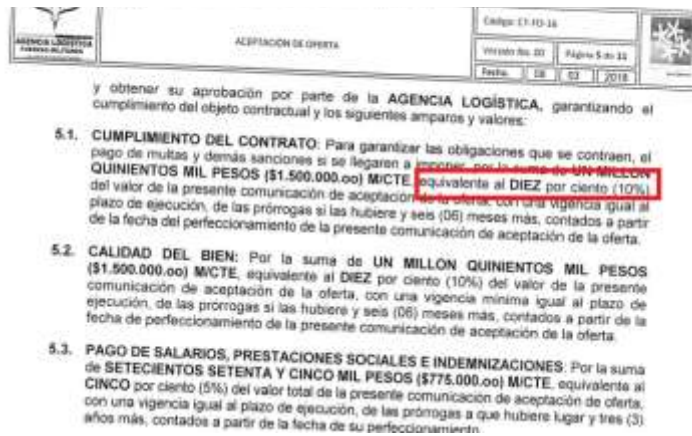 AGENCIA LOGÍSTICA
FUERZAS MILITARES
ACEPTACIÓN DE OFERTA
Código: CT-FO-16
Versión No. 00 Página 5 de 11
Fecha 08 03 2018
y obtener su aprobación por parte de la AGENCIA LOGÍSTICA, garantizando el
cumplimiento del objeto contractual y los siguientes amparos y valores:
5.1. CUMPLIMIENTO DEL CONTRATO: Para garantizar las obligaciones que se contraen, el
pago de multas y demás sanciones si se llegaren a imponer, por la suma de UN MILLON
QUINIENTOS MIL PESOS ($1.500.000.oo) M/CTE, equivalente al DIEZ por ciento (10%)
del valor de la presente comunicación de aceptación de la oferta, con una vigencia igual al
plazo de ejecución, de las prórrogas si las hubiere y seis (06) meses más, contados a partir
de la fecha del perfeccionamiento de la presente comunicación de aceptación de la oferta.
5.2. CALIDAD DEL BIEN: Por la suma de UN MILLON QUINIENTOS MIL PESOS
($1.500.000.oo) M/CTE, equivalente al DIEZ por ciento (10%) del valor de la presente
comunicación de aceptación de la oferta, con una vigencia mínima igual al plazo de
ejecución, de las prorrogas si las hubiere y seis (06) meses más, contados a partir de la
fecha de perfeccionamiento de la presente comunicación de aceptación de la oferta.
5.3. PAGO DE SALARIOS, PRESTACIONES SOCIALES E INDEMNIZACIONES: Por la suma
de SETECIENTOS SETENTA Y CINCO MIL PESOS ($775.000.oo) M/CTE, equivalente al
CINCO por ciento (5%) del valor total de la presente comunicación de aceptación de oferta,
con una vigencia igual al plazo de ejecución, de las prórrogas a que hubiere lugar y tres (3)
años más, contados a partir de la fecha de su perfeccionamiento.